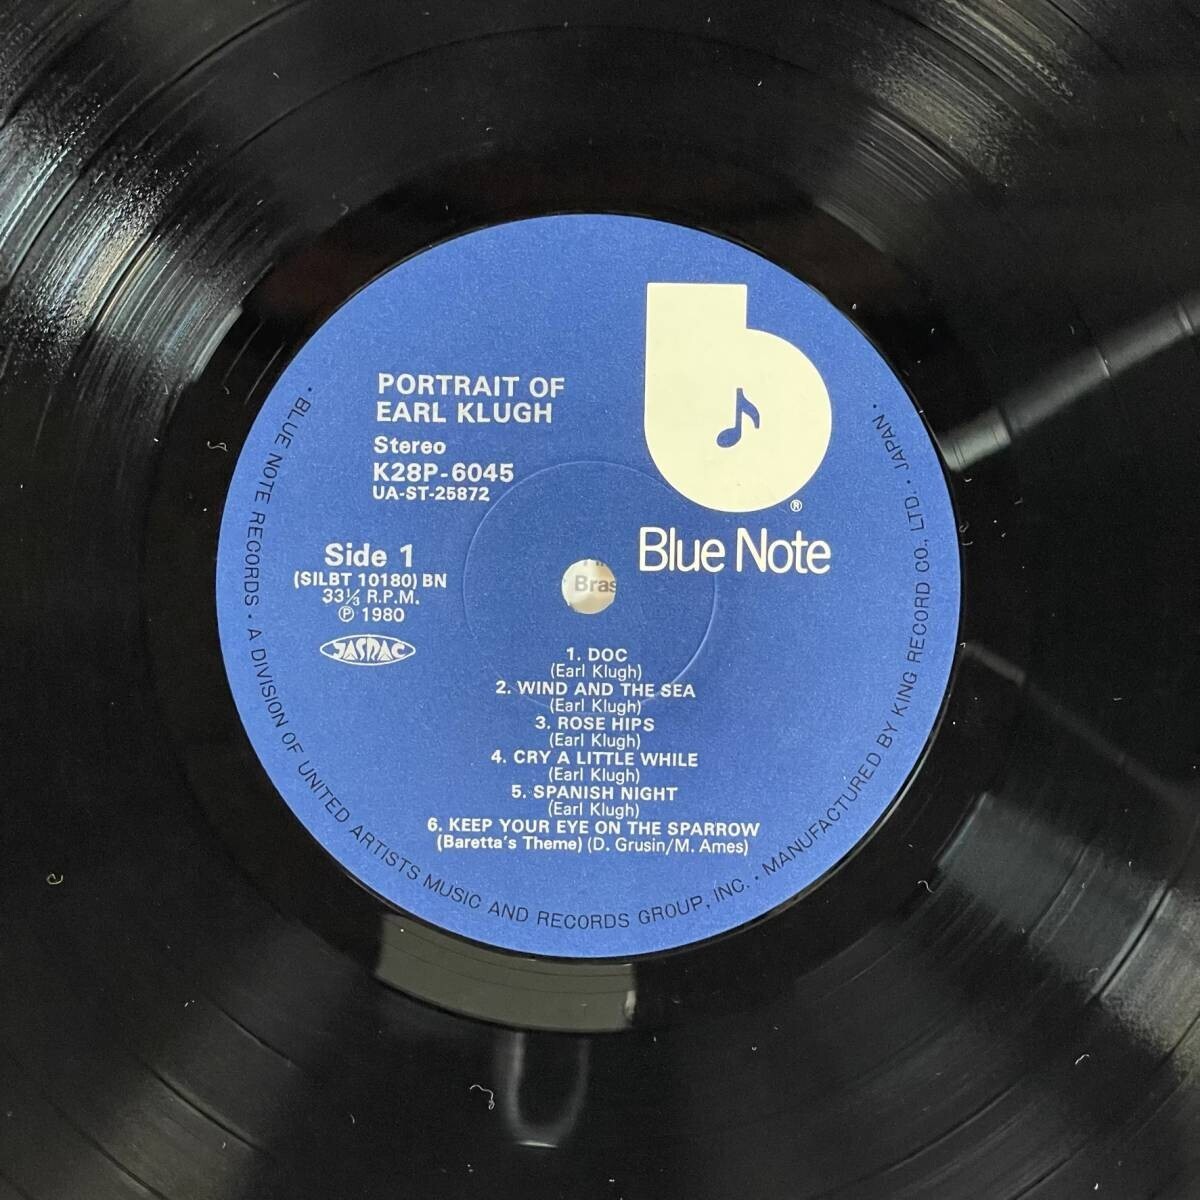 PORTRAIT OF
EARL KLUGH
Stereo
K28P-6045
UA-ST-25872
Side 1
(SILBT 10180) BN
33⅓ R.P.M.
℗ 1980
JASRAC
®
Blue Note
Bras
1. DOC
(Earl Klugh)
2. WIND AND THE SEA
(Earl Klugh)
3. ROSE HIPS
(Earl Klugh)
4. CRY A LITTLE WHILE
(Earl Klugh)
5. SPANISH NIGHT
(Earl Klugh)
6. KEEP YOUR EYE ON THE SPARROW
(Baretta's Theme) (D. Grusin/M. Ames)
• BLUE NOTE RECORDS • A DIVISION OF UNITED ARTISTS MUSIC AND RECORDS GROUP, INC. • MANUFACTURED BY KING RECORD CO., LTD. • JAPAN •